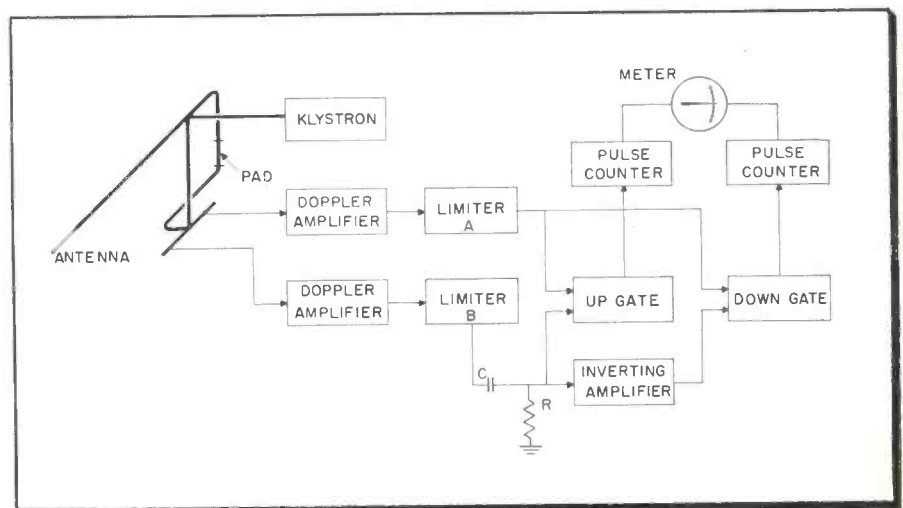 METER
KLYSTRON
PAD
PULSE
COUNTER
PULSE
COUNTER
DOPPLER
AMPLIFIER
LIMITER
A
ANTENNA
DOPPLER
AMPLIFIER
LIMITER
B
UP GATE
DOWN GATE
C
R
INVERTING
AMPLIFIER